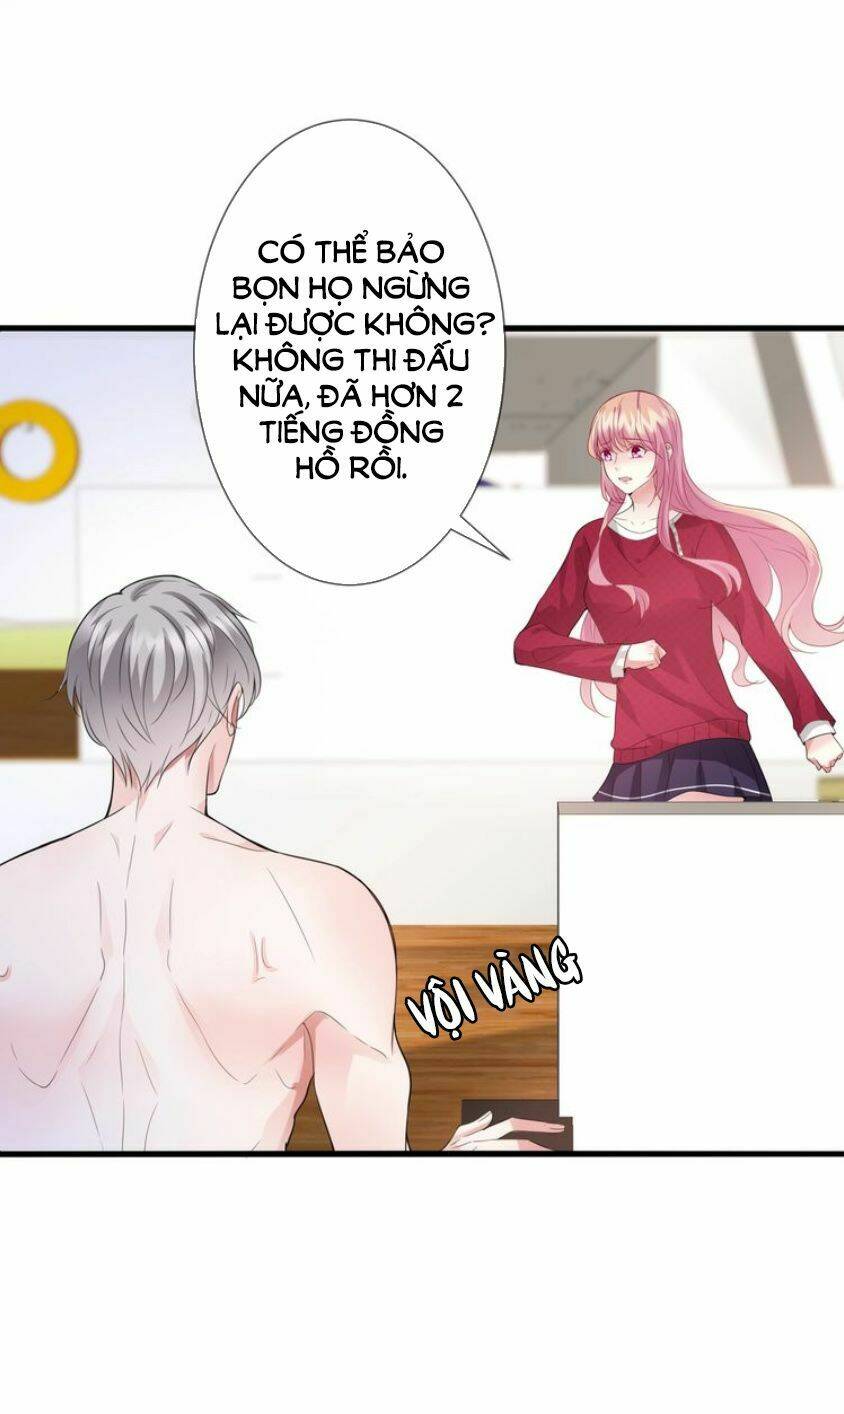 CÓ THỂ BẢO
BỌN HỌ NGỪNG
LẠI ĐƯỢC KHÔNG?
KHÔNG THI ĐẤU
NỮA, ĐÃ HƠN 2
TIẾNG ĐỒNG
HỒ RỒI.
VỘI VÀNG